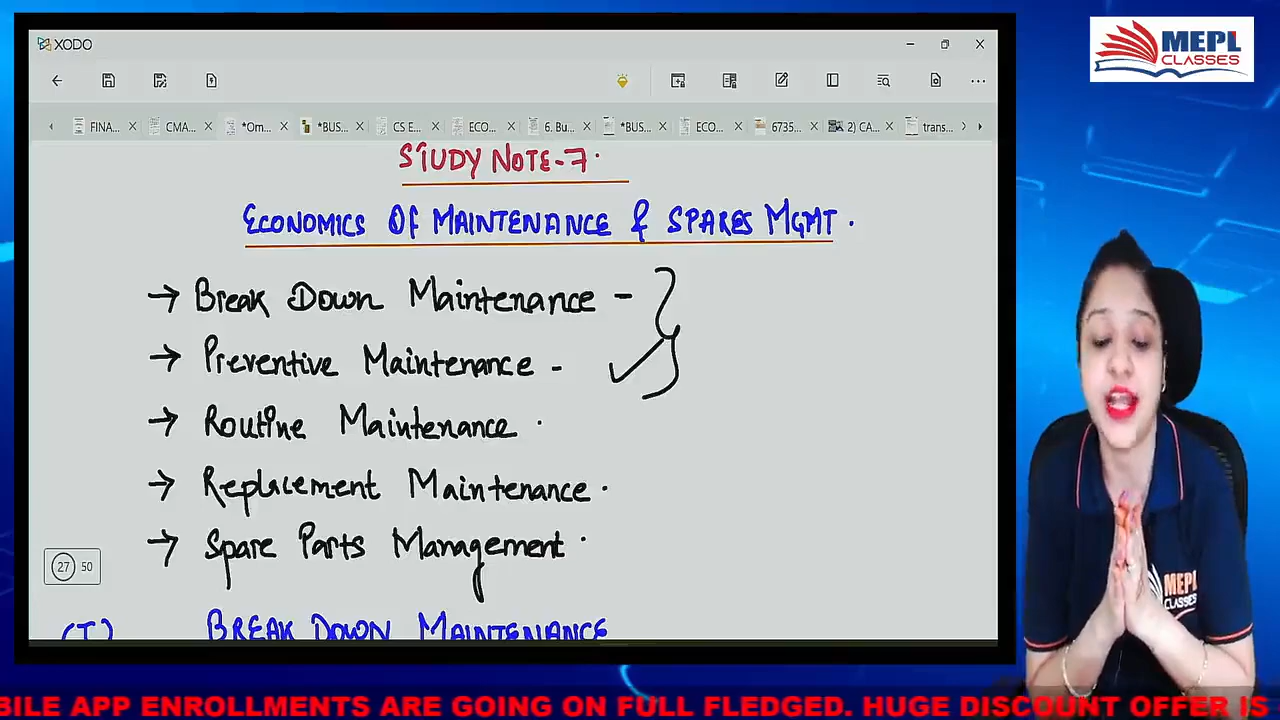 XODO
MEPL
CLASSES
FINA...
CMA...
*Om...
*BUS...
CS E...
ECO...
6. Bu...
*BUS...
ECO...
6735...
2) CA...
trans...
STUDY NOTE-7.
ECONOMICS OF MAINTENANCE & SPARES MGMT.
→ Break Down Maintenance -
→ Preventive Maintenance -
→ Routine Maintenance.
→ Replacement Maintenance.
→ Spare Parts Management.
27 50
(I) BREAK DOWN MAINTENANCE
MEPL
CLASSES
BILE APP ENROLLMENTS ARE GOING ON FULL FLEDGED. HUGE DISCOUNT OFFER IS